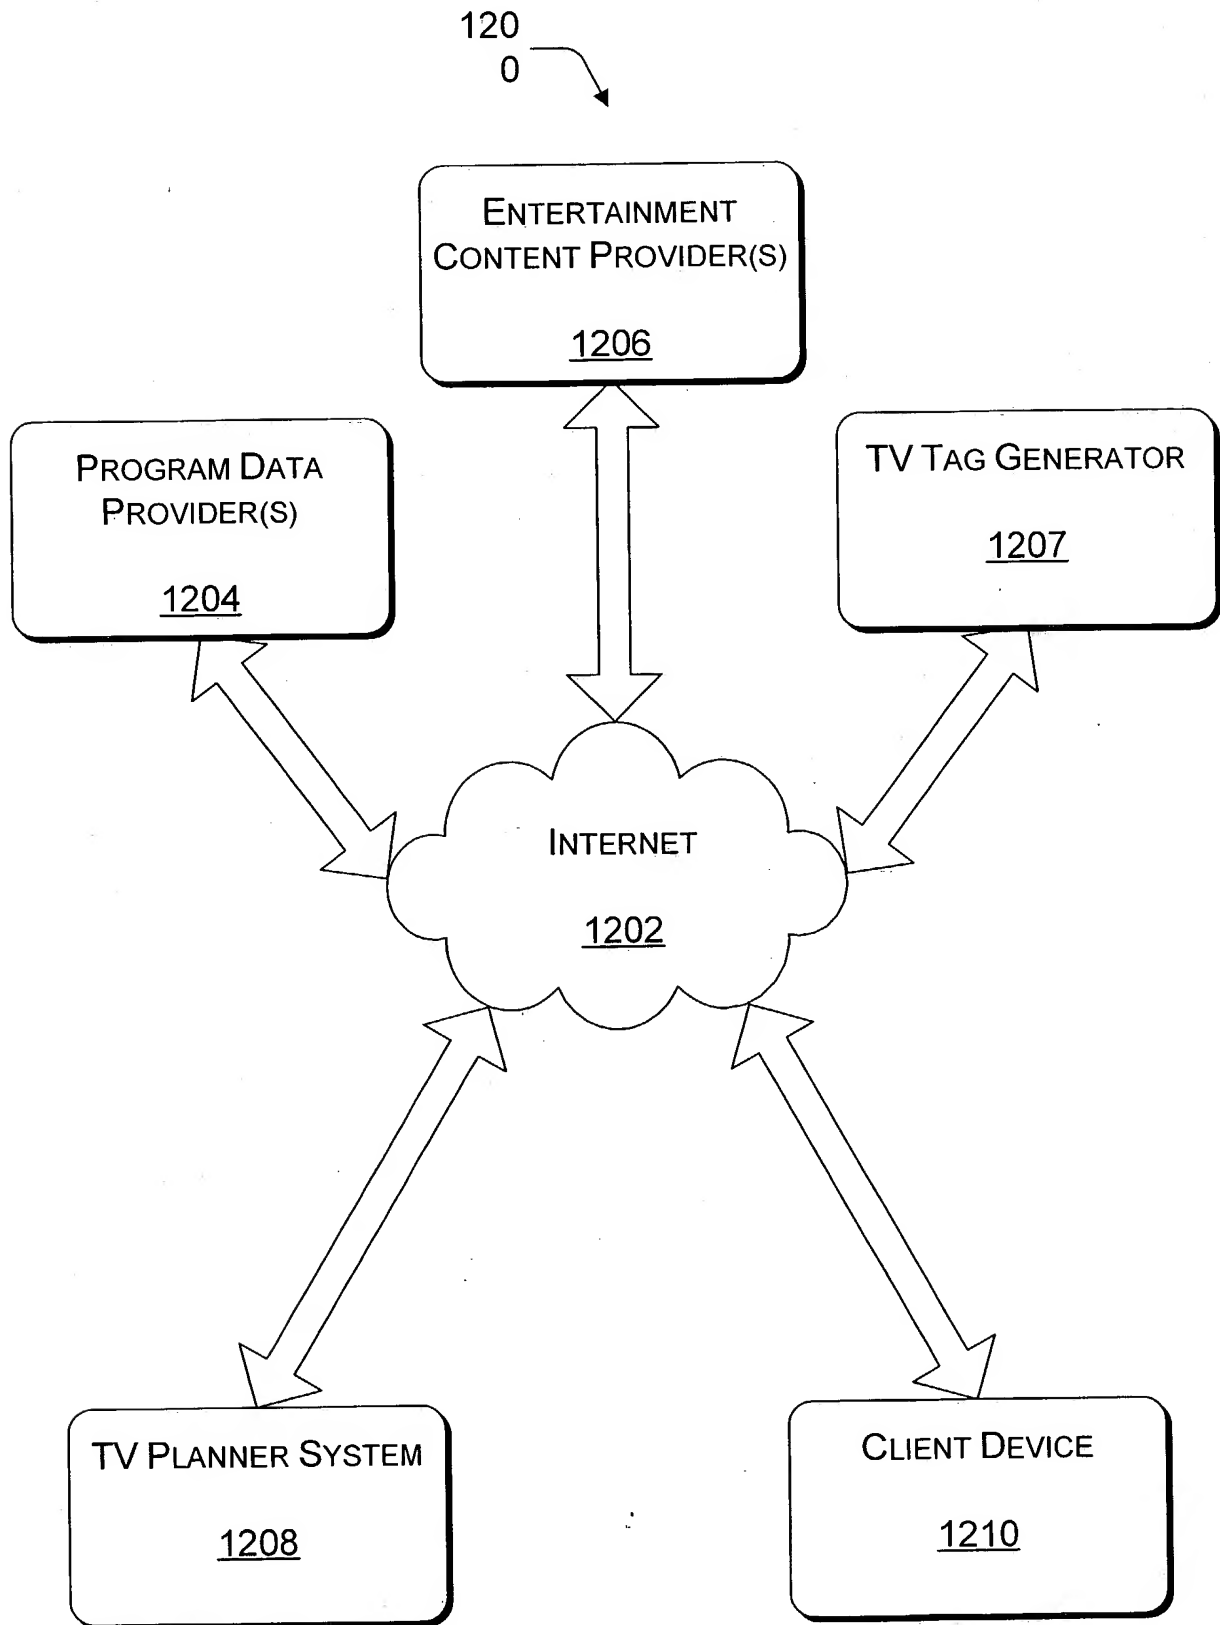 120
0
ENTERTAINMENT
CONTENT PROVIDER(S)
1206
PROGRAM DATA
PROVIDER(S)
1204
TV TAG GENERATOR
1207
INTERNET
1202
TV PLANNER SYSTEM
1208
CLIENT DEVICE
1210